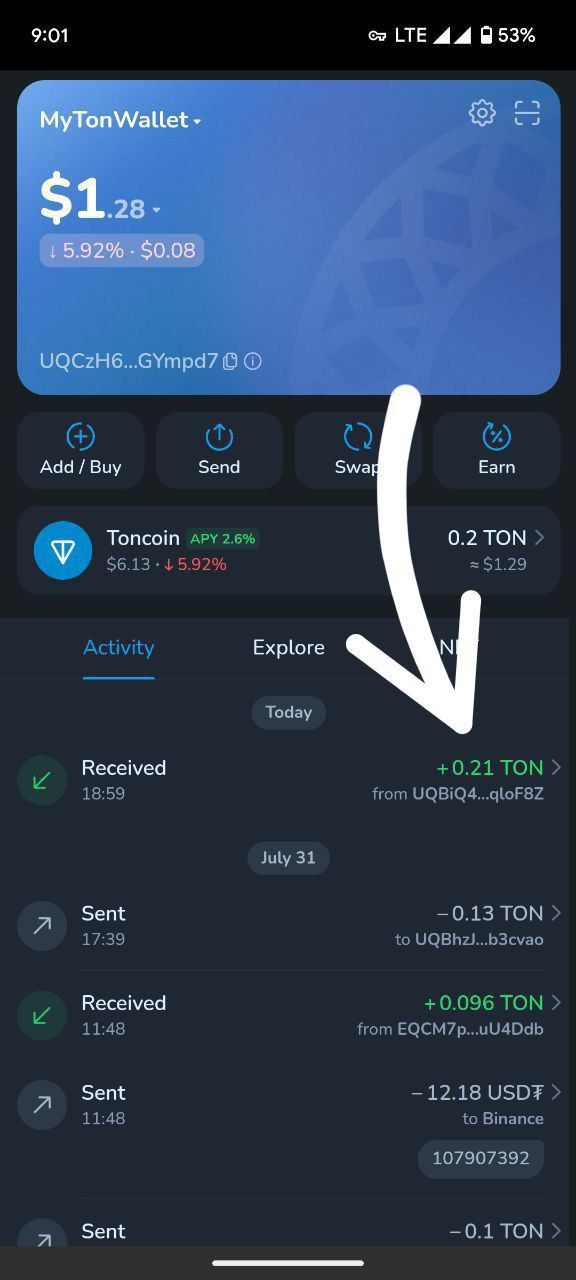 9:01 LTE 53%
MyTonWallet
$1.28
↓ 5.92% · $0.08
UQCzH6...GYmpd7
Add / Buy Send Swap Earn
Toncoin APY 2.6% 0.2 TON
$6.13 · ↓ 5.92% ≈ $1.29
Activity Explore
Today
Received +0.21 TON
18:59 from UQBiQ4...qloF8Z
July 31
Sent –0.13 TON
17:39 to UQBhzJ...b3cvao
Received +0.096 TON
11:48 from EQCM7p...uU4Ddb
Sent –12.18 USD₮
11:48 to Binance
107907392
Sent –0.1 TON